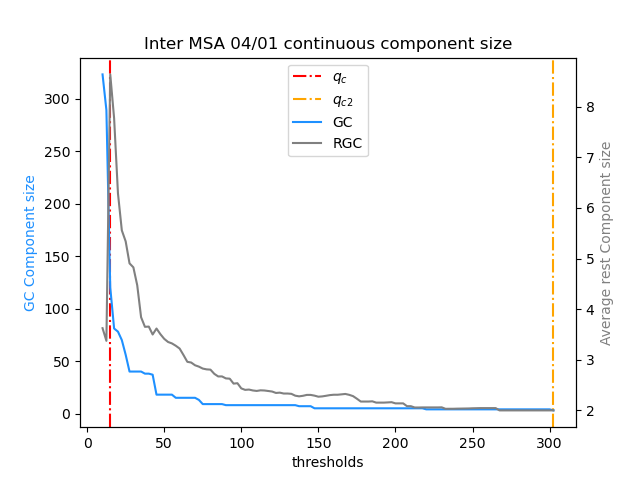 Inter MSA 04/01 continuous component size
q_c
q_c2
GC
RGC
GC Component size
300
250
200
150
100
50
0
8
7
6
5
4
3
2
Average rest Component size
0 50 100 150 200 250 300
thresholds